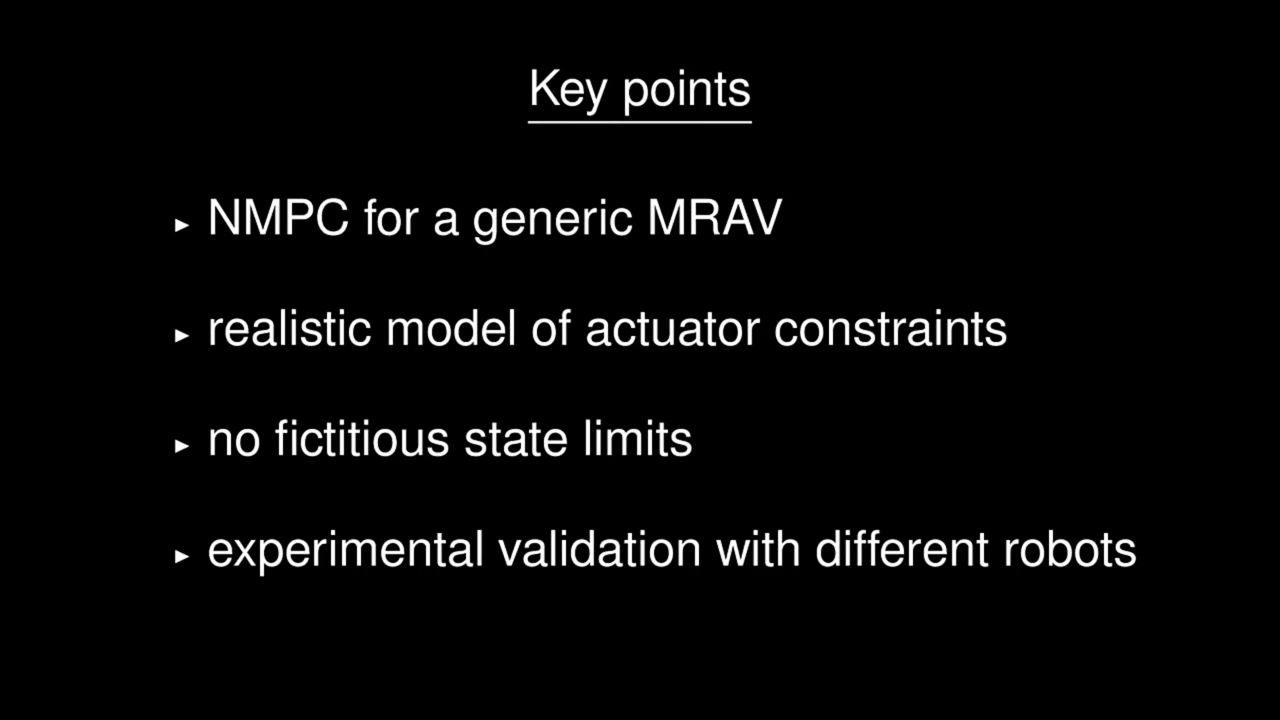 Key points
▸ NMPC for a generic MRAV
▸ realistic model of actuator constraints
▸ no fictitious state limits
▸ experimental validation with different robots